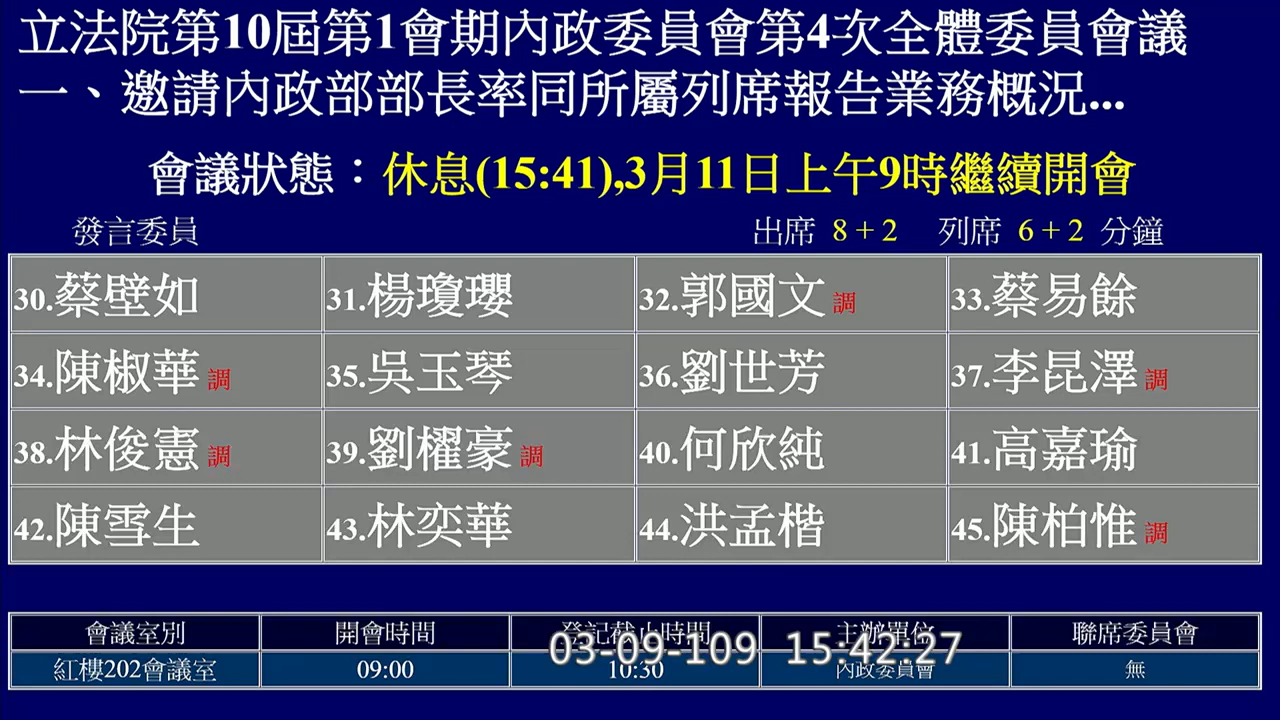 立法院第10屆第1會期內政委員會第4次全體委員會議
一、邀請內政部部長率同所屬列席報告業務概況...
會議狀態：休息(15:41),3月11日上午9時繼續開會
發言委員 出席 8 + 2 列席 6 + 2 分鐘
30.蔡壁如 31.楊瓊瓔 32.郭國文 調 33.蔡易餘
34.陳椒華 調 35.吳玉琴 36.劉世芳 37.李昆澤 調
38.林俊憲 調 39.劉櫂豪 調 40.何欣純 41.高嘉瑜
42.陳雪生 43.林奕華 44.洪孟楷 45.陳柏惟 調
會議室別 開會時間 登記截止時間 主辦單位 聯席委員會
03-09-109 15:42:27
紅樓202會議室 09:00 10:30 內政委員會 無